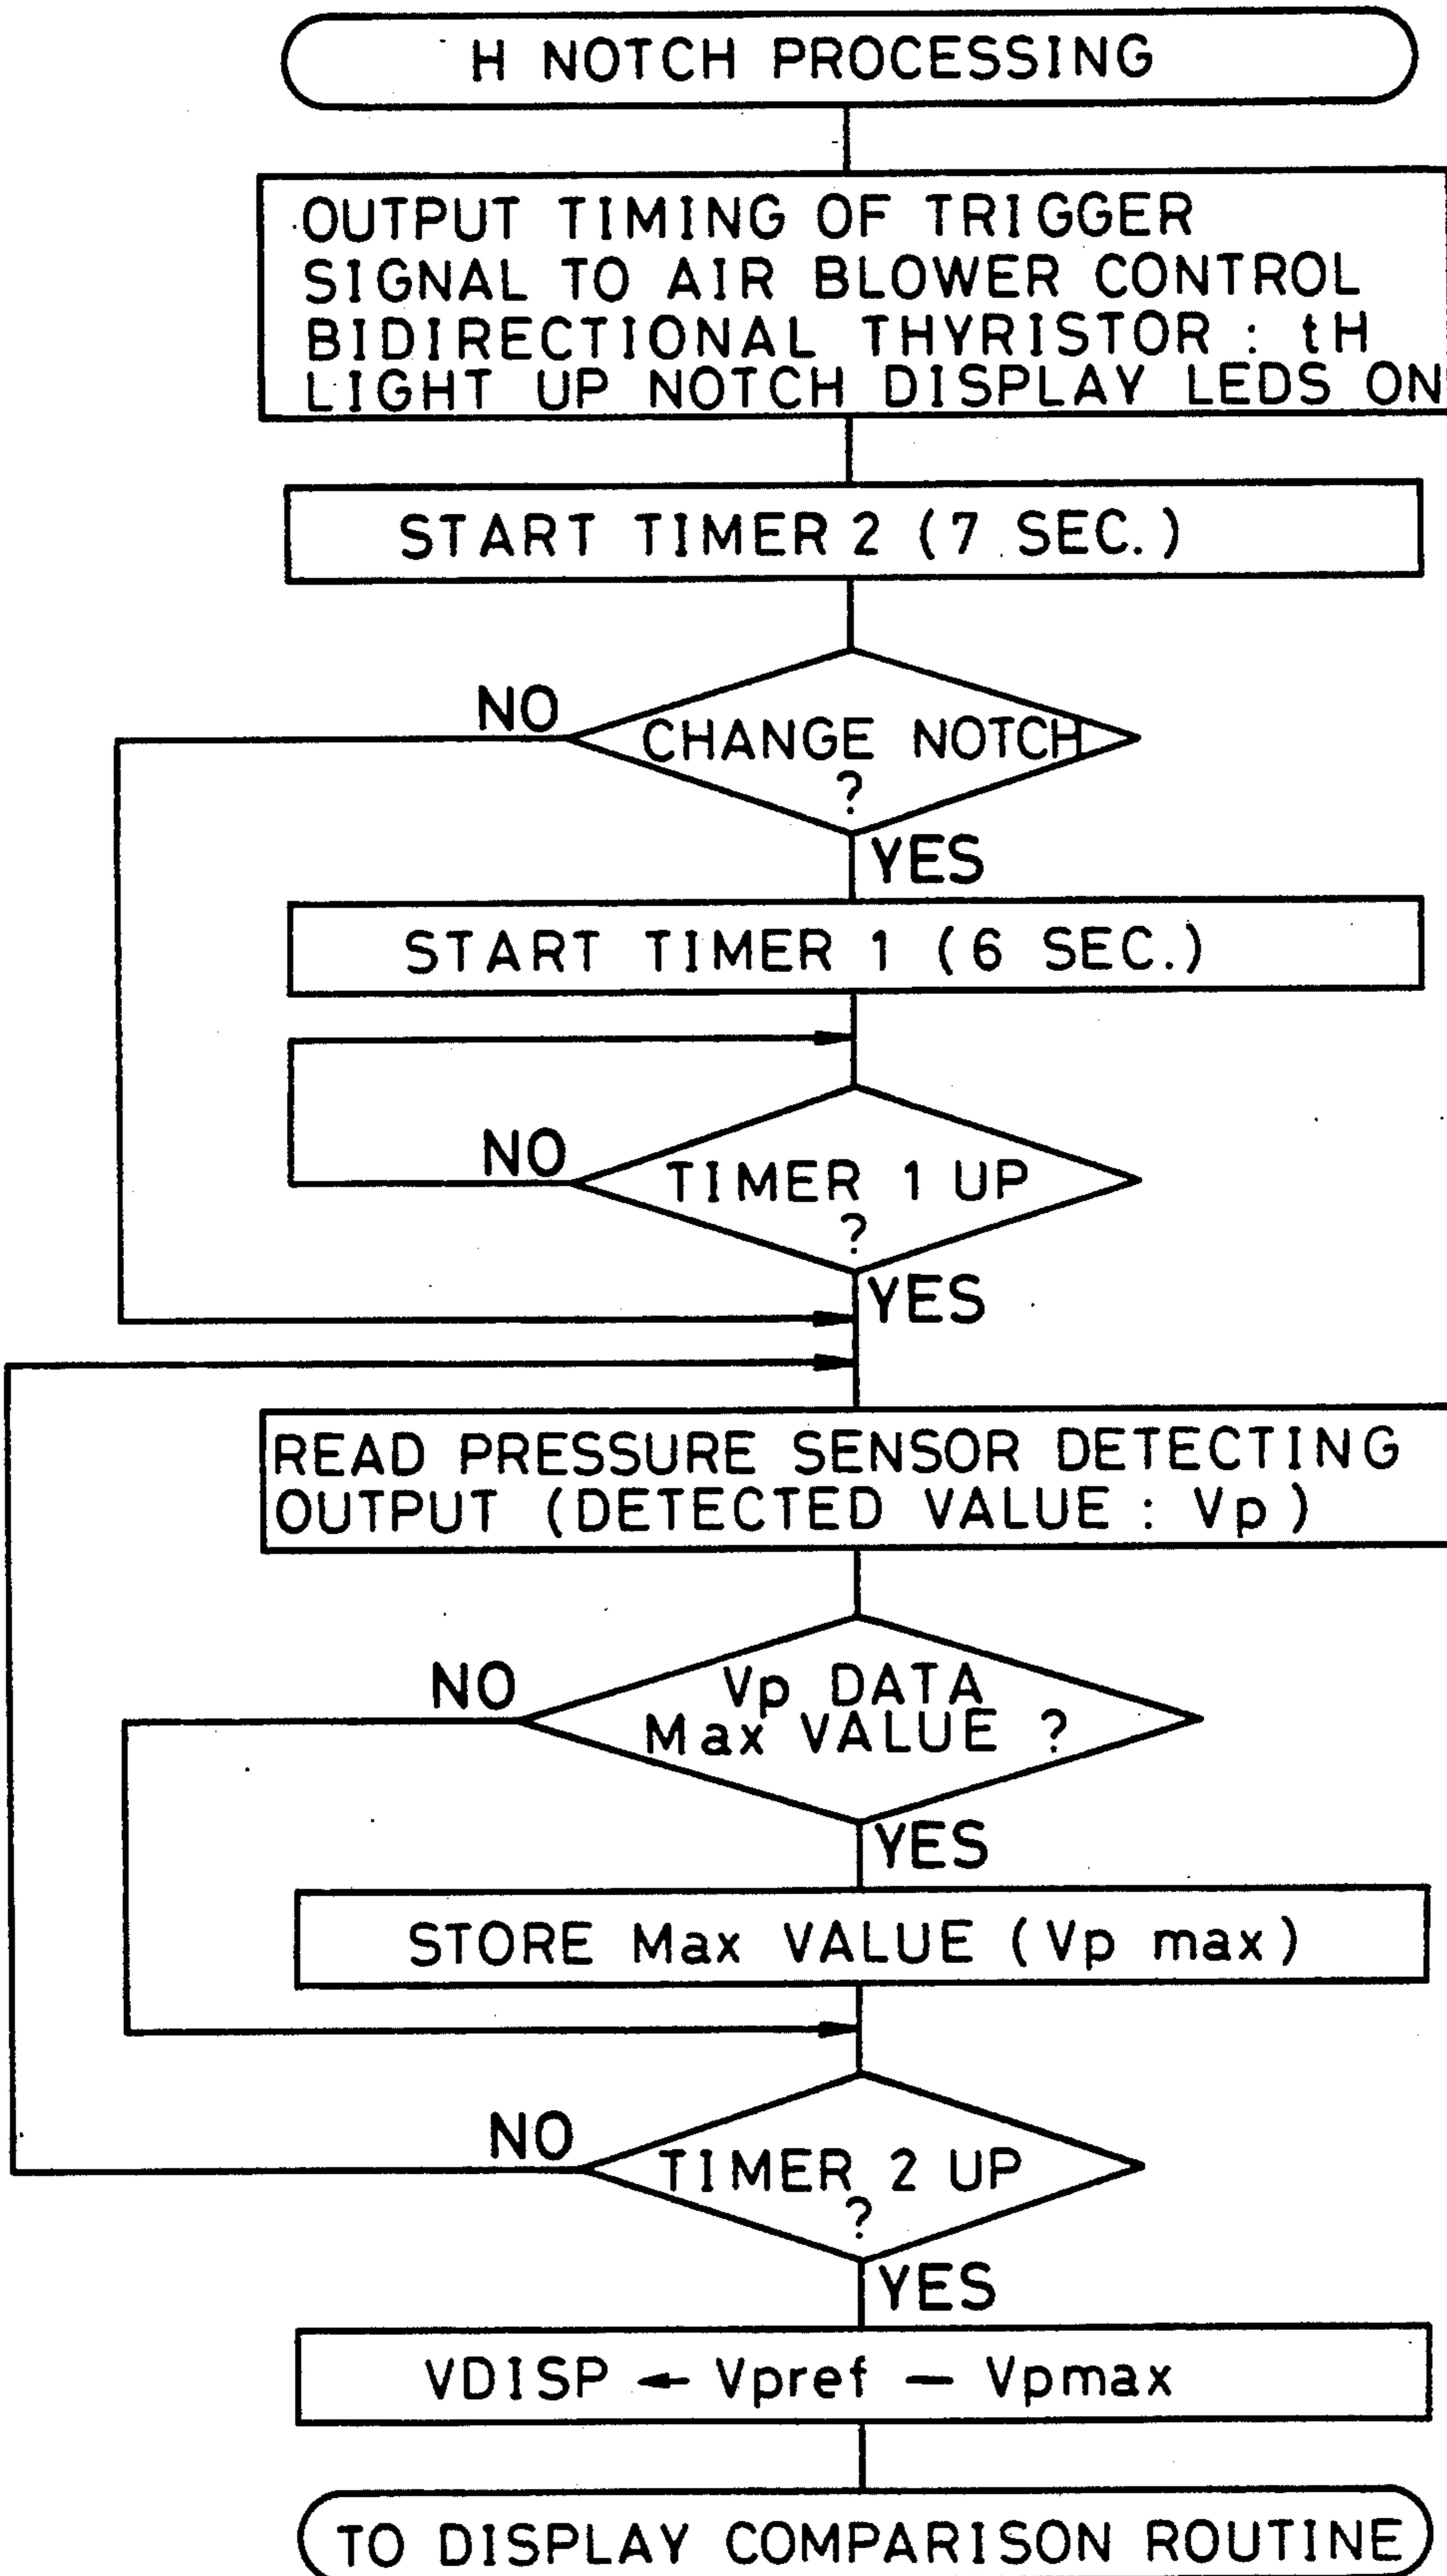 H NOTCH PROCESSING
OUTPUT TIMING OF TRIGGER
SIGNAL TO AIR BLOWER CONTROL
BIDIRECTIONAL THYRISTOR : tH
LIGHT UP NOTCH DISPLAY LEDS ON
START TIMER 2 (7 SEC.)
NO
CHANGE NOTCH
?
YES
START TIMER 1 (6 SEC.)
NO
TIMER 1 UP
?
YES
READ PRESSURE SENSOR DETECTING
OUTPUT (DETECTED VALUE : Vp)
NO
Vp DATA
Max VALUE ?
YES
STORE Max VALUE (Vp max)
NO
TIMER 2 UP
?
YES
VDISP ← Vpref − Vpmax
TO DISPLAY COMPARISON ROUTINE